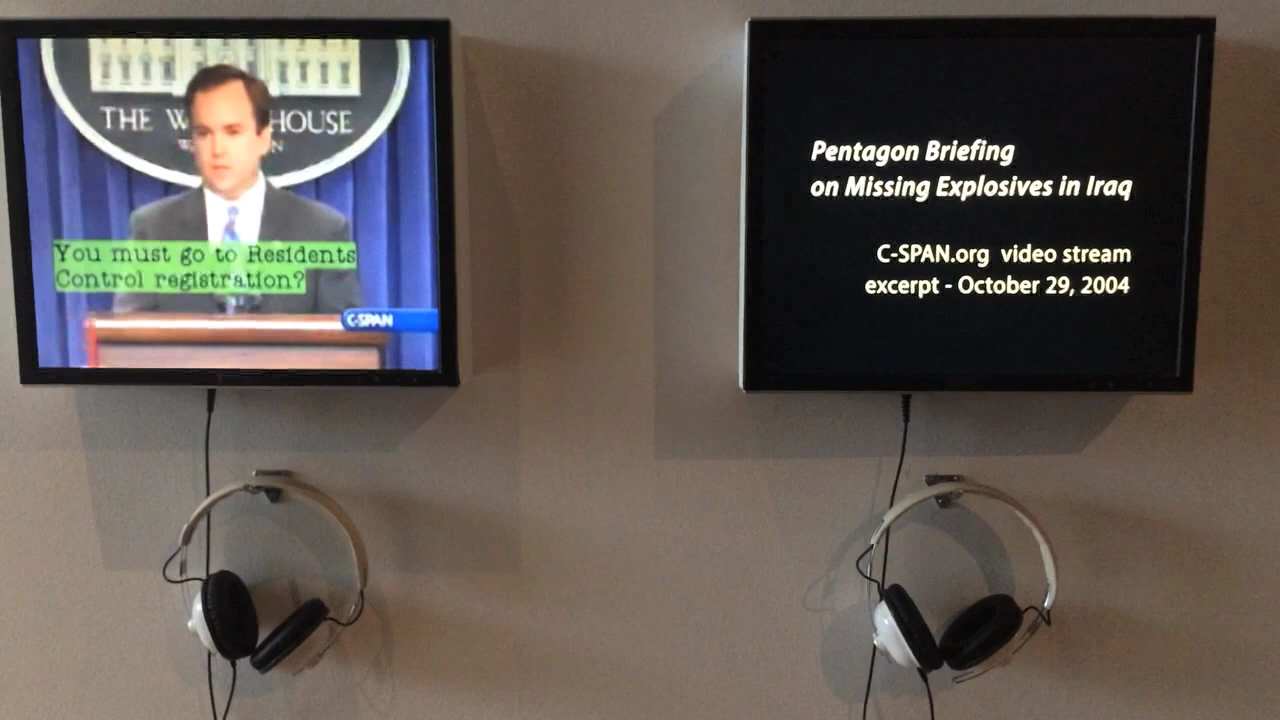 THE W HOUSE
W N
You must go to Residents
Control registration?
C-SPAN
Pentagon Briefing
on Missing Explosives in Iraq
C-SPAN.org video stream
excerpt - October 29, 2004